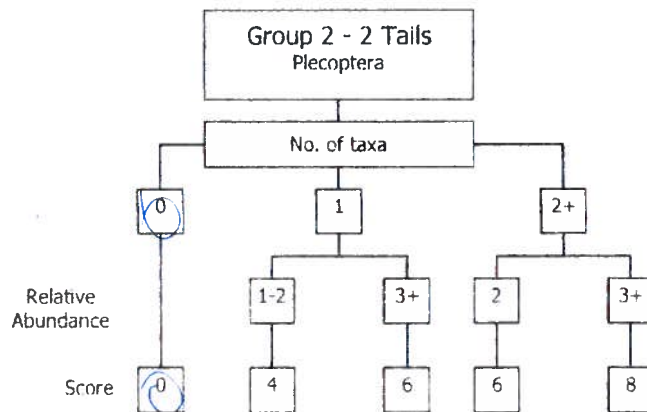 Group 2 - 2 Tails
Plecoptera
No. of taxa
0 1 2+
Relative
Abundance
1-2 3+ 2 3+
Score
0 4 6 6 8